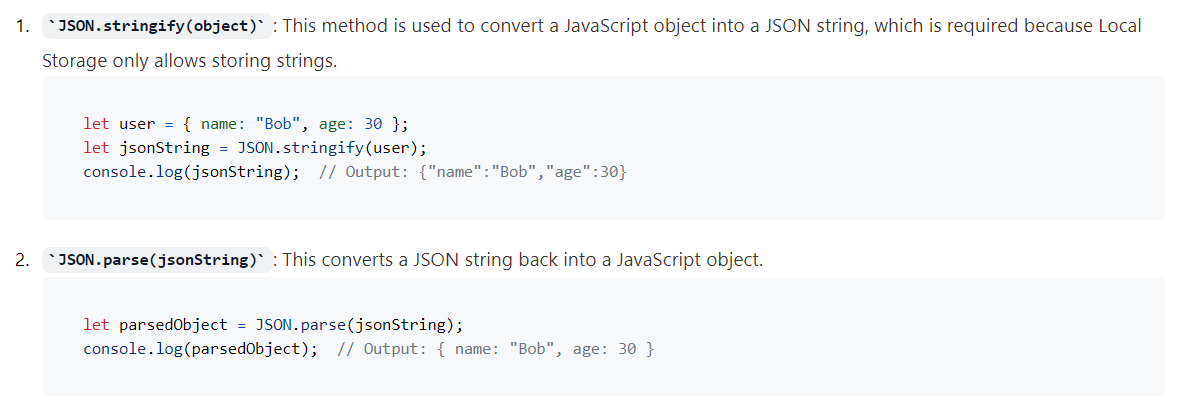 1. `JSON.stringify(object)`: This method is used to convert a JavaScript object into a JSON string, which is required because Local
Storage only allows storing strings.
let user = { name: "Bob", age: 30 };
let jsonString = JSON.stringify(user);
console.log(jsonString);  // Output: {"name":"Bob","age":30}
2. `JSON.parse(jsonString)`: This converts a JSON string back into a JavaScript object.
let parsedObject = JSON.parse(jsonString);
console.log(parsedObject);  // Output: { name: "Bob", age: 30 }